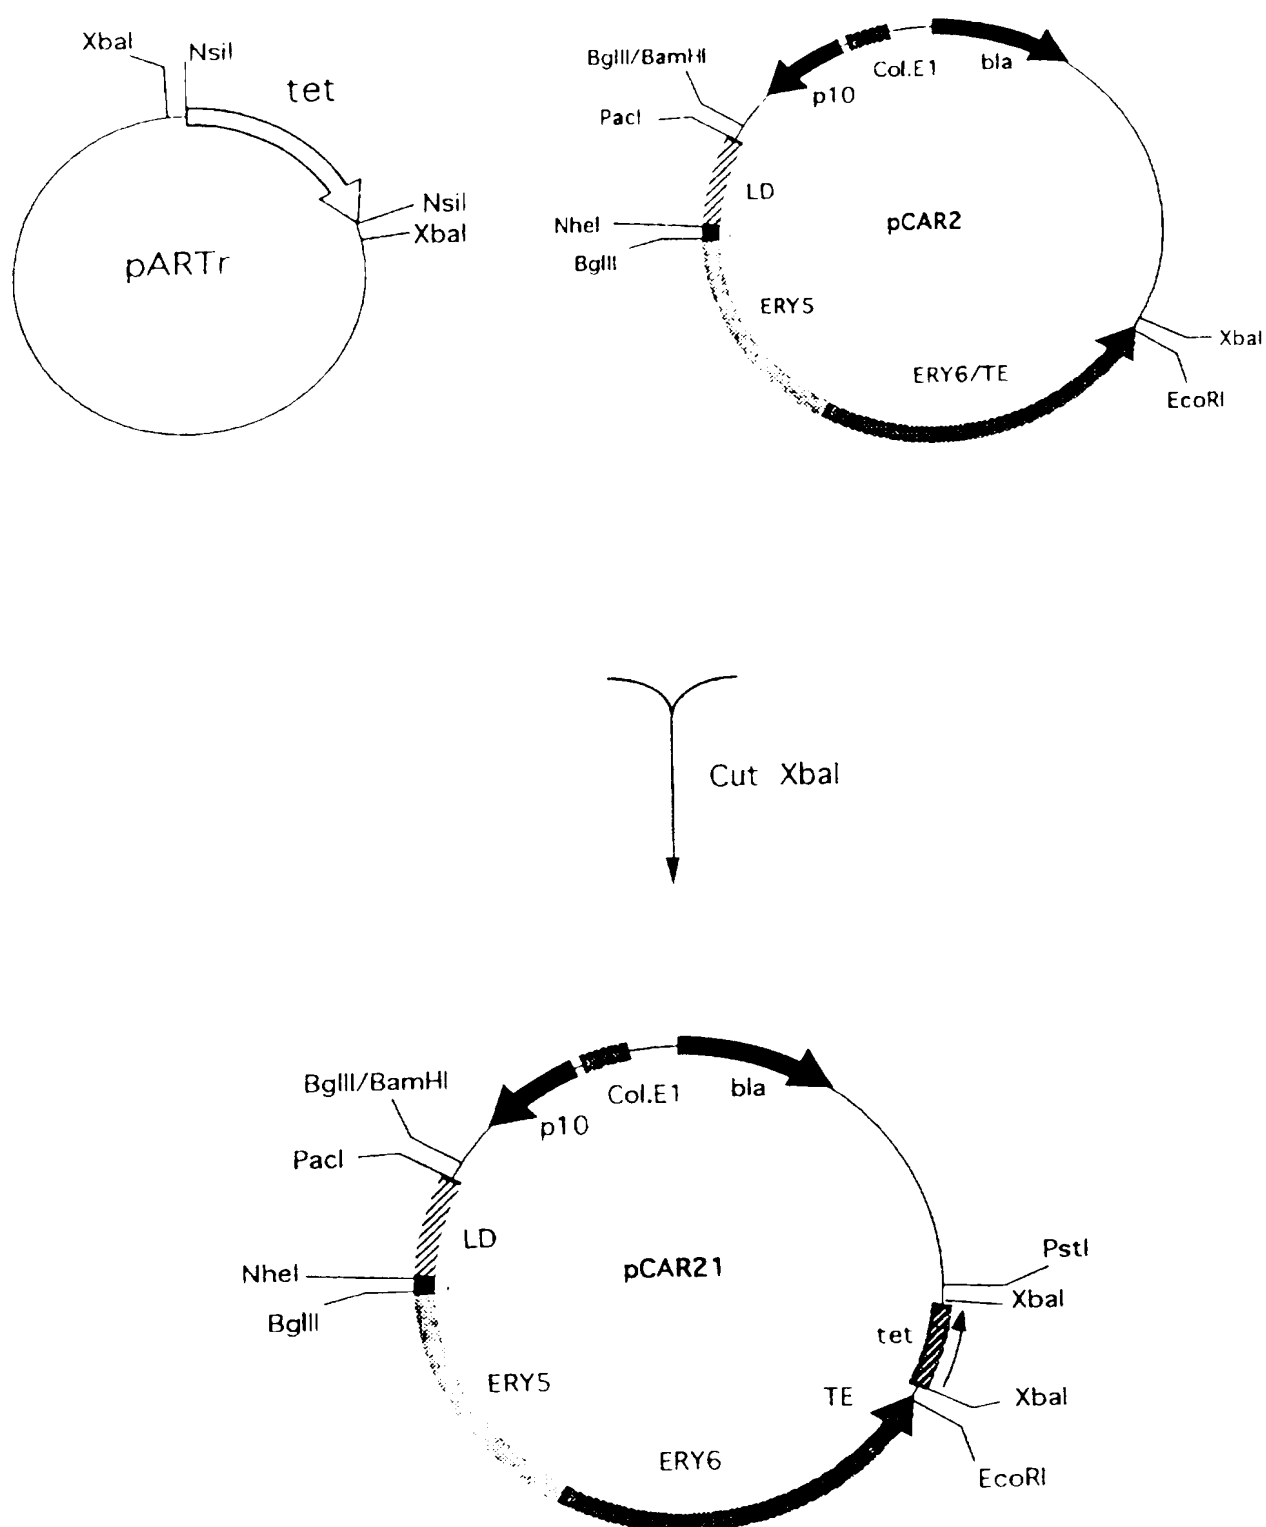 XbaI
NsiI
tet
NsiI
XbaI
pARTr
BglII/BamHI
p10
Col.E1
bla
PacI
LD
pCAR2
NheI
BglII
ERY5
XbaI
ERY6/TE
EcoRI
Cut XbaI
BglII/BamHI
p10
Col.E1
bla
PacI
LD
pCAR21
PstI
NheI
XbaI
BglII
tet
ERY5
TE
XbaI
ERY6
EcoRI